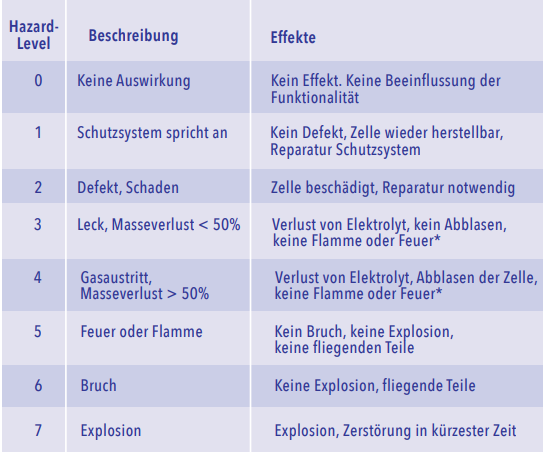 Hazard-
Level
Beschreibung
Effekte
0
Keine Auswirkung
Kein Effekt. Keine Beeinflussung der
Funktionalität
1
Schutzsystem spricht an
Kein Defekt, Zelle wieder herstellbar,
Reparatur Schutzsystem
2
Defekt, Schaden
Zelle beschädigt, Reparatur notwendig
3
Leck, Masseverlust < 50%
Verlust von Elektrolyt, kein Abblasen,
keine Flamme oder Feuer*
4
Gasaustritt,
Masseverlust > 50%
Verlust von Elektrolyt, Abblasen der Zelle,
keine Flamme oder Feuer*
5
Feuer oder Flamme
Kein Bruch, keine Explosion,
keine fliegenden Teile
6
Bruch
Keine Explosion, fliegende Teile
7
Explosion
Explosion, Zerstörung in kürzester Zeit